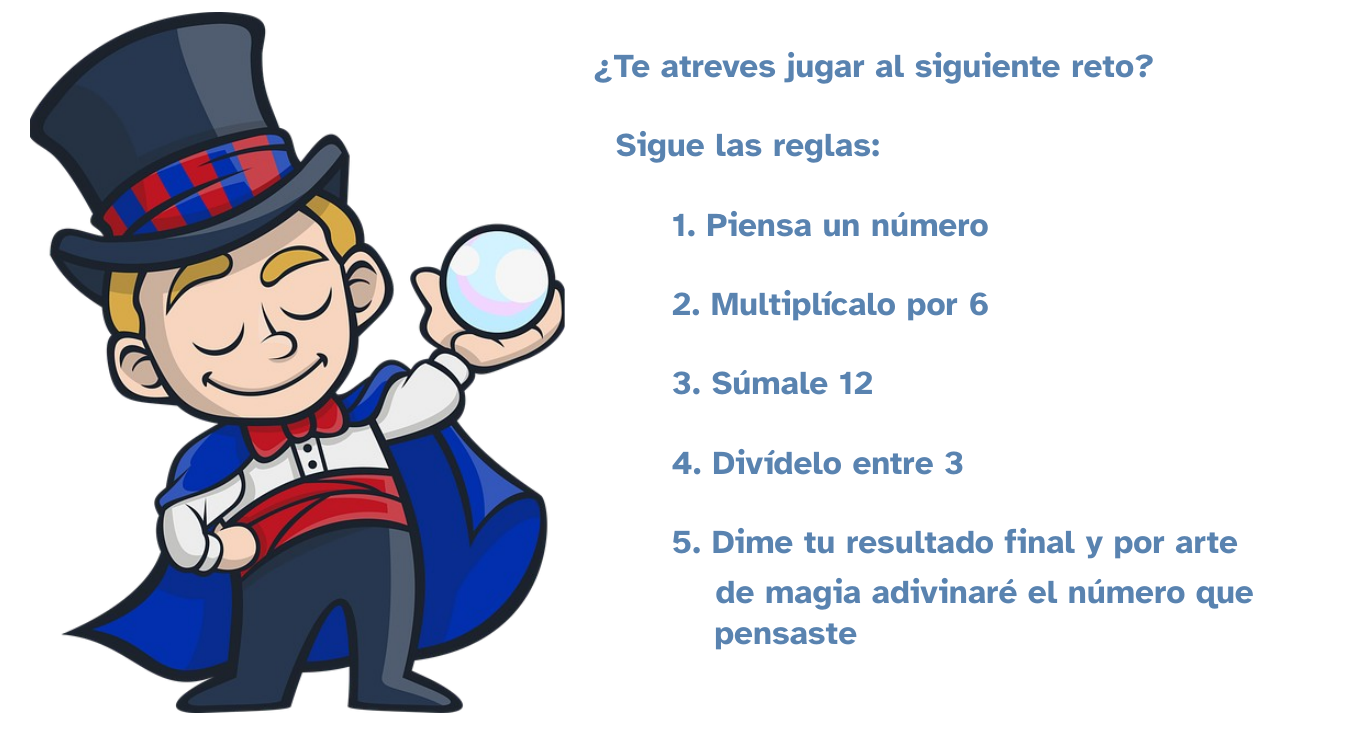 ¿Te atreves jugar al siguiente reto?
Sigue las reglas:
1. Piensa un número
2. Multiplícalo por 6
3. Súmale 12
4. Divídelo entre 3
5. Dime tu resultado final y por arte
de magia adivinaré el número que
pensaste